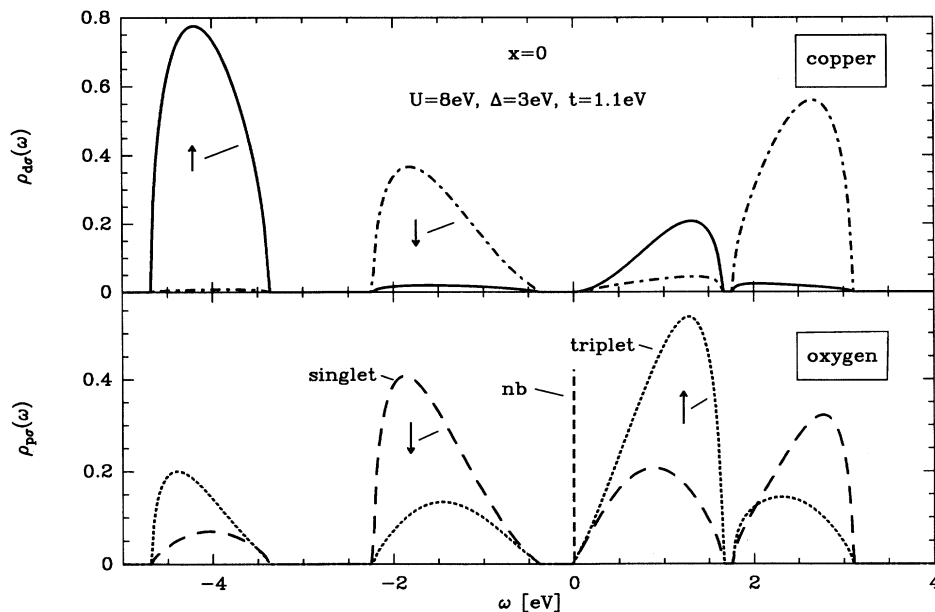 0.8
x=0
copper
U=8eV, Δ=3eV, t=1.1eV
0.6
ρdσ(ω)
0.4
↑
↓
0.2
0
triplet
oxygen
singlet
nb
0.4
ρpσ(ω)
↓
↑
0.2
0
−4 −2 0 2 4
ω [eV]